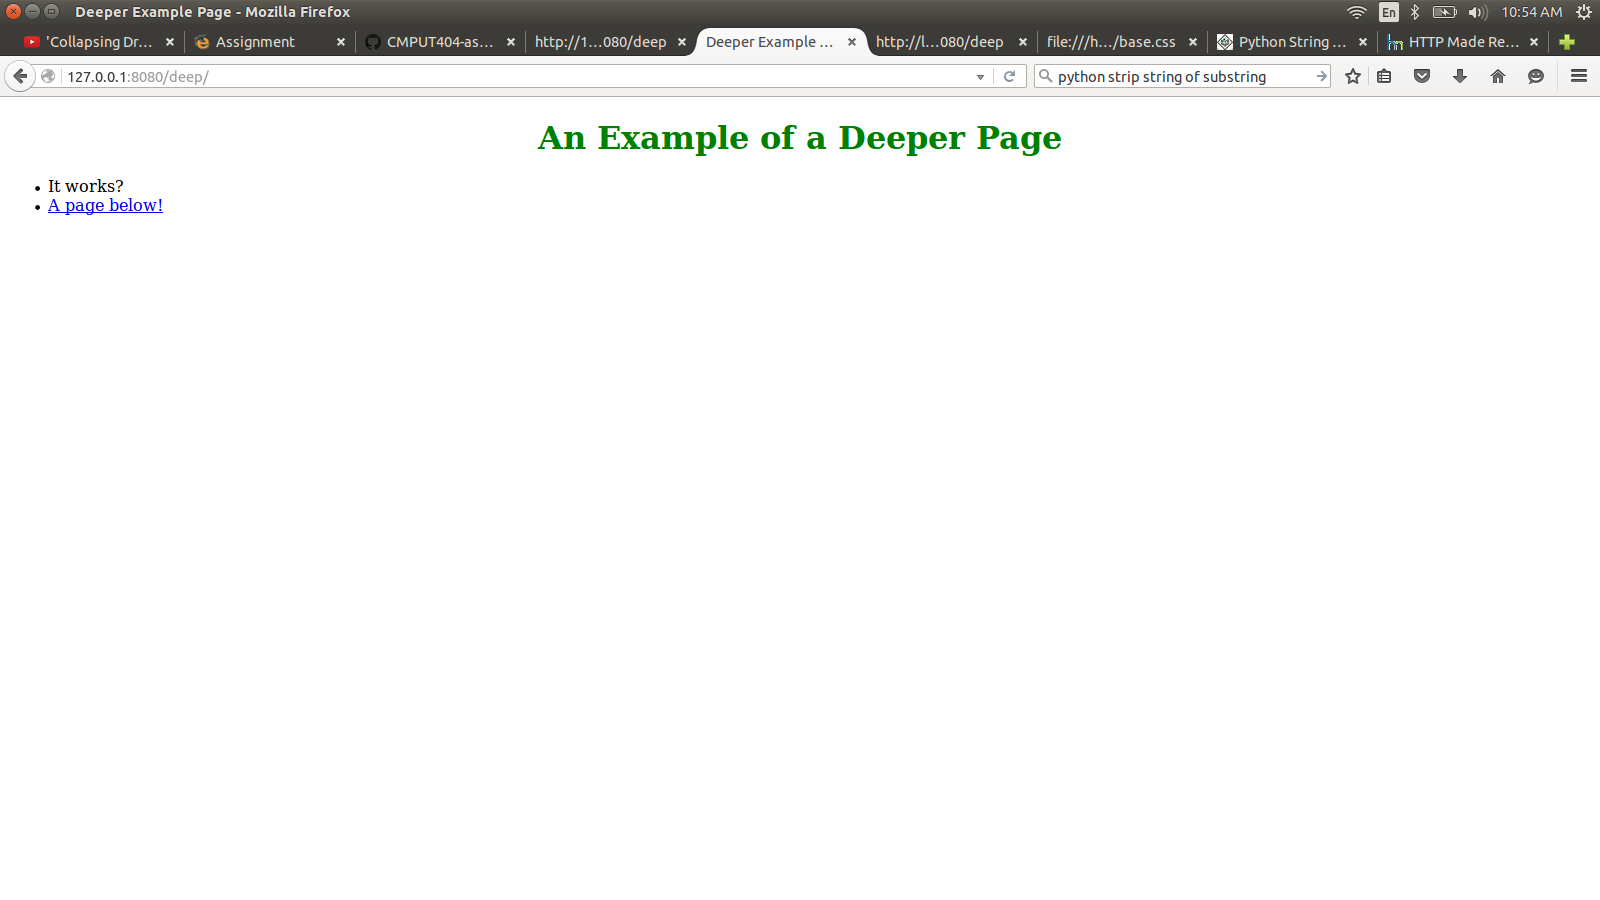 Deeper Example Page - Mozilla Firefox
En
10:54 AM
'Collapsing Dr...
Assignment
CMPUT404-as...
http://1...080/deep
Deeper Example ...
http://l...080/deep
file:///h.../base.css
Python String ...
HTTP Made Re...
127.0.0.1:8080/deep/
python strip string of substring
An Example of a Deeper Page
• It works?
• A page below!